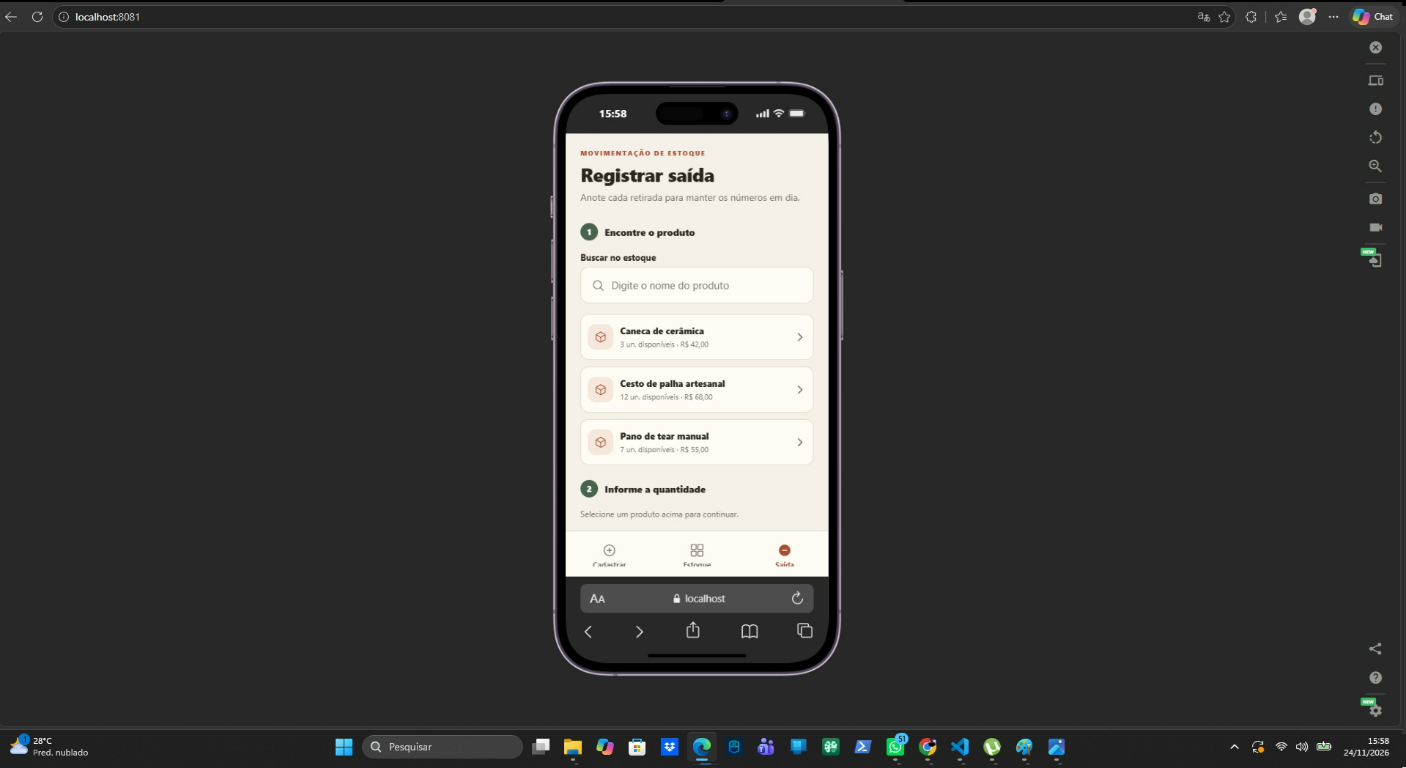 localhost:8081
Chat
15:58
MOVIMENTAÇÃO DE ESTOQUE
Registrar saída
Anote cada retirada para manter os números em dia.
1 Encontre o produto
Buscar no estoque
Digite o nome do produto
Caneca de cerâmica
3 un. disponíveis · R$ 42,00
Cesto de palha artesanal
12 un. disponíveis · R$ 68,00
Pano de tear manual
7 un. disponíveis · R$ 55,00
2 Informe a quantidade
Selecione um produto acima para continuar.
Cadastrar Estoque Saída
AA localhost
NEW
NEW
1
28°C
Pred. nublado
Pesquisar
51
15:58
24/11/2026